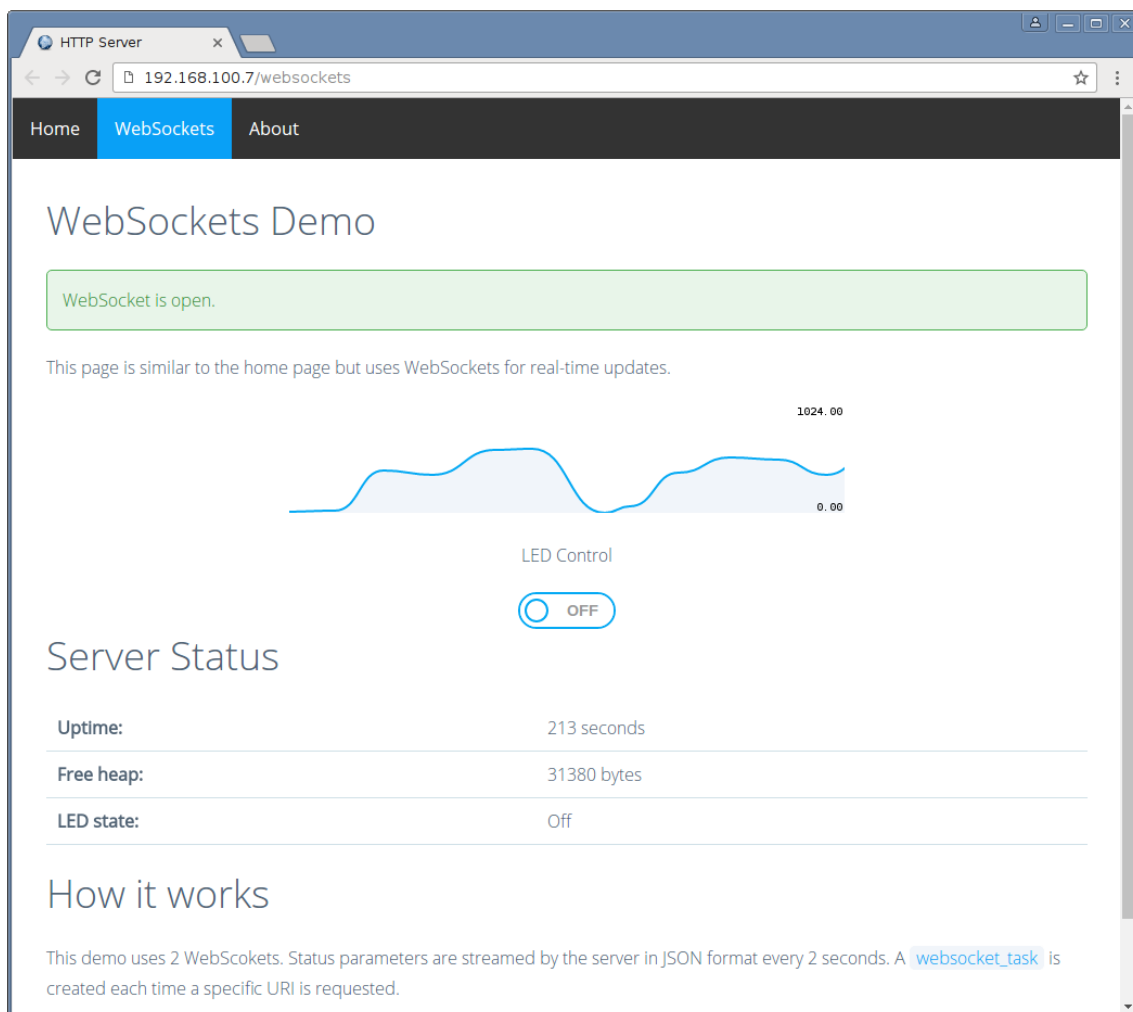 HTTP Server
192.168.100.7/websockets
Home WebSockets About
WebSockets Demo
WebSocket is open.
This page is similar to the home page but uses WebSockets for real-time updates.
1024.00
0.00
LED Control
OFF
Server Status
Uptime: 213 seconds
Free heap: 31380 bytes
LED state: Off
How it works
This demo uses 2 WebScokets. Status parameters are streamed by the server in JSON format every 2 seconds. A websocket_task is
created each time a specific URI is requested.